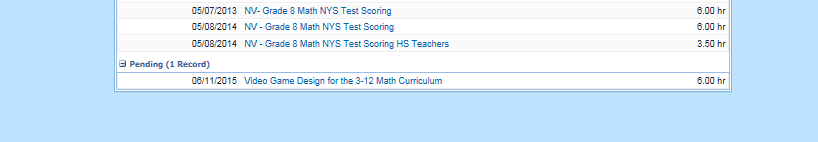 05/07/2013 NV- Grade 8 Math NYS Test Scoring 6.00 hr
05/08/2014 NV - Grade 8 Math NYS Test Scoring 6.00 hr
05/08/2014 NV - Grade 8 Math NYS Test Scoring HS Teachers 3.50 hr
Pending (1 Record)
06/11/2015 Video Game Design for the 3-12 Math Curriculum 6.00 hr